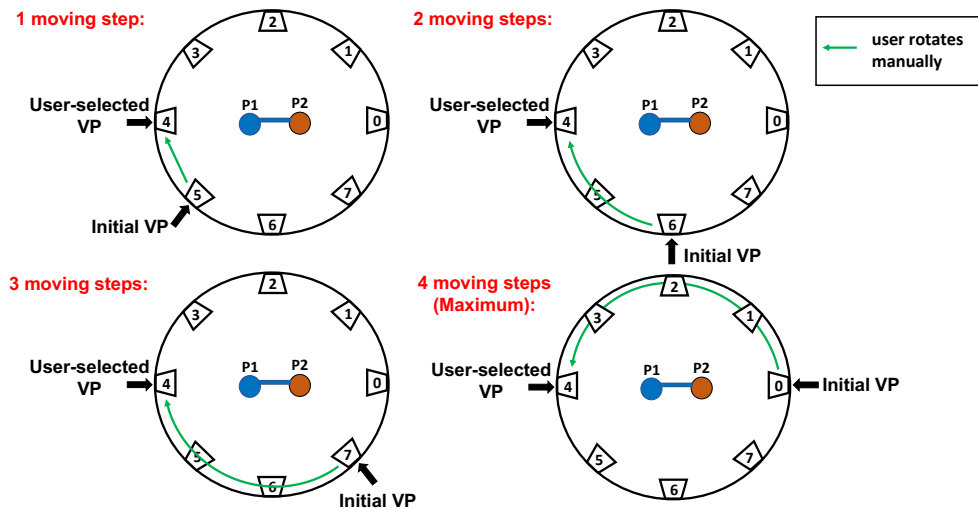 1 moving step:
2
3
1
User-selected VP
4
P1
P2
0
5
7
6
Initial VP
2 moving steps:
2
3
1
User-selected VP
4
P1
P2
0
5
7
6
Initial VP
user rotates manually
3 moving steps:
2
3
1
User-selected VP
4
P1
P2
0
5
7
6
Initial VP
4 moving steps (Maximum):
2
3
1
User-selected VP
4
P1
P2
0
Initial VP
5
7
6